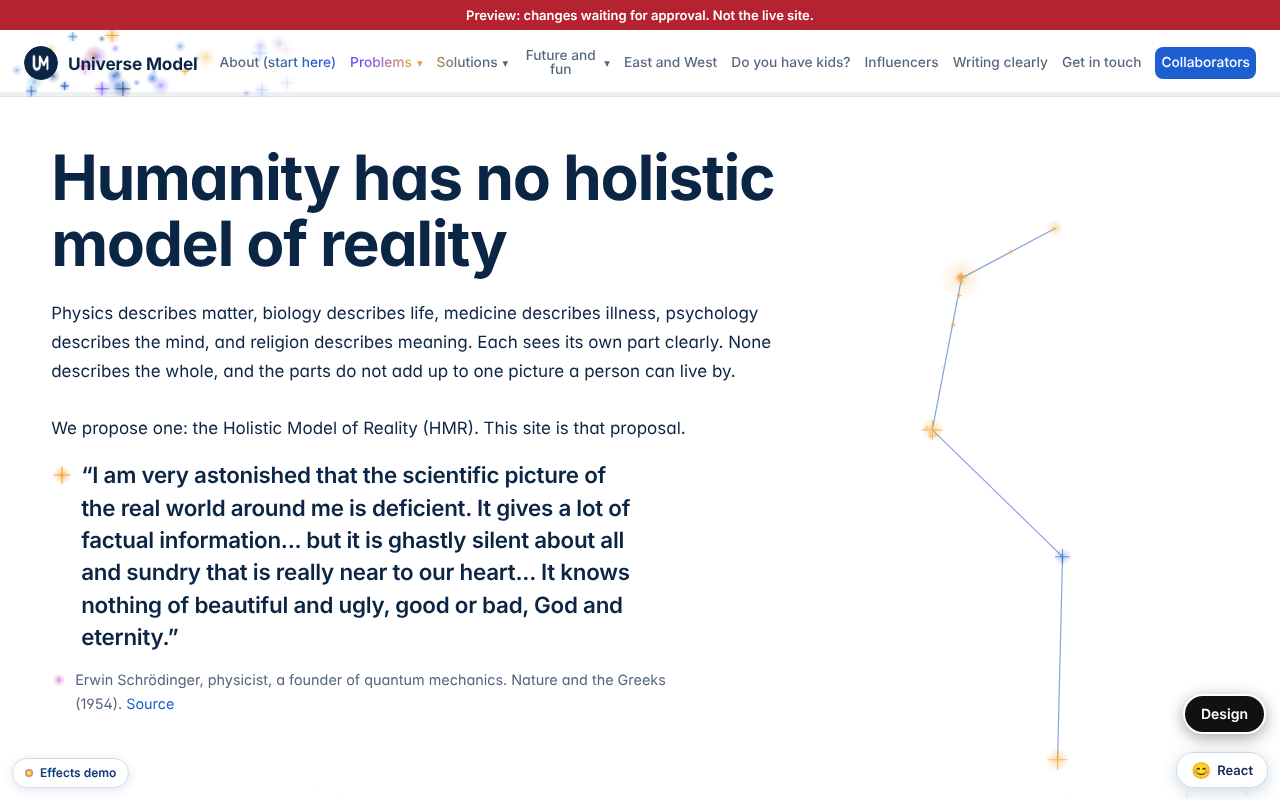 Preview: changes waiting for approval. Not the live site.
UM Universe Model About (start here) Problems ▾ Solutions ▾ Future and fun ▾ East and West Do you have kids? Influencers Writing clearly Get in touch Collaborators
Humanity has no holistic
model of reality
Physics describes matter, biology describes life, medicine describes illness, psychology
describes the mind, and religion describes meaning. Each sees its own part clearly. None
describes the whole, and the parts do not add up to one picture a person can live by.
We propose one: the Holistic Model of Reality (HMR). This site is that proposal.
“I am very astonished that the scientific picture of
the real world around me is deficient. It gives a lot of
factual information... but it is ghastly silent about all
and sundry that is really near to our heart... It knows
nothing of beautiful and ugly, good or bad, God and
eternity.”
Erwin Schrödinger, physicist, a founder of quantum mechanics. Nature and the Greeks
(1954). Source
Design
Effects demo
React